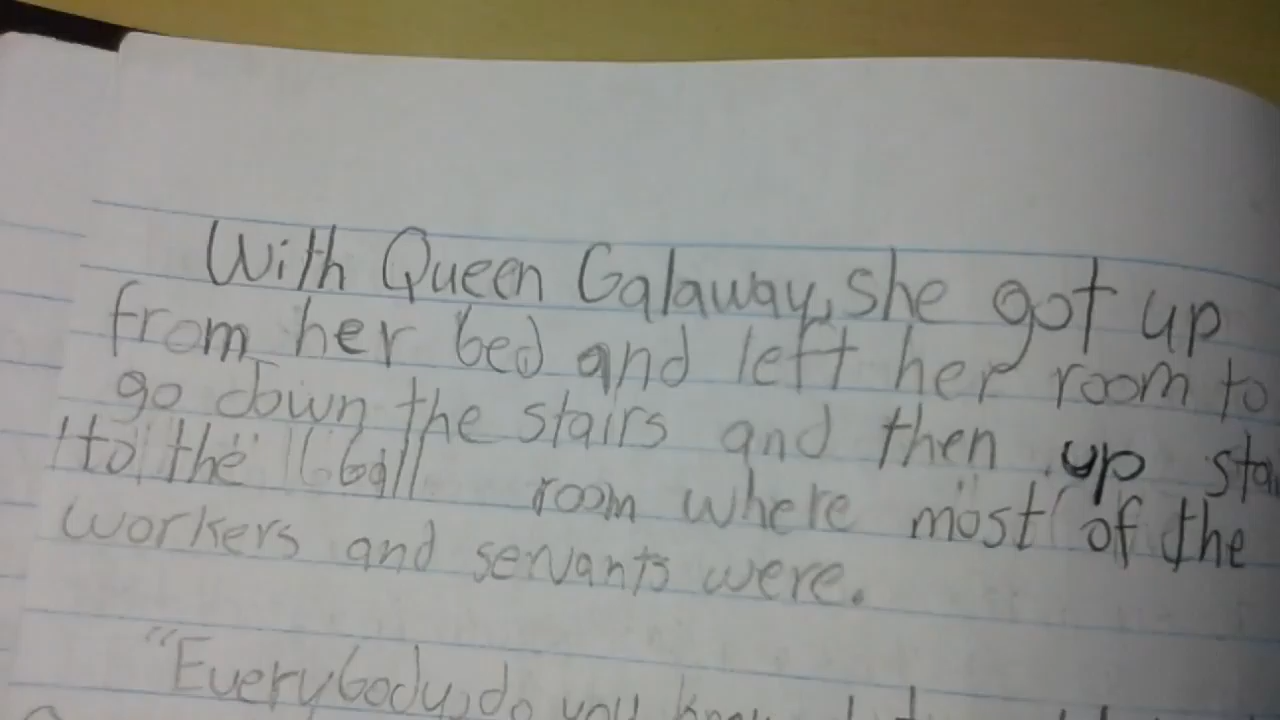 With Queen Galaway, she got up
from her bed and left her room to
go down the stairs and then up
to the ball room where most of the
workers and servants were.
"Everybody, do you